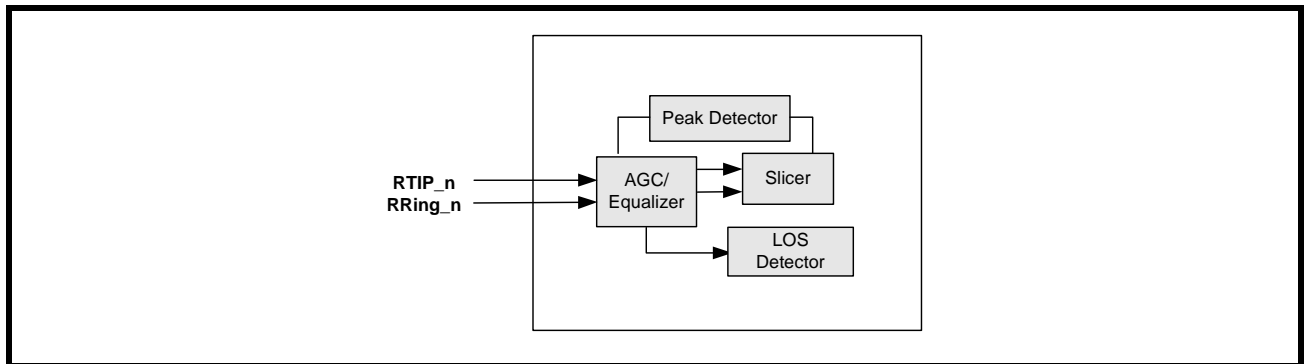 Peak Detector
RTIP_n
RRing_n
AGC/
Equalizer
Slicer
LOS
Detector